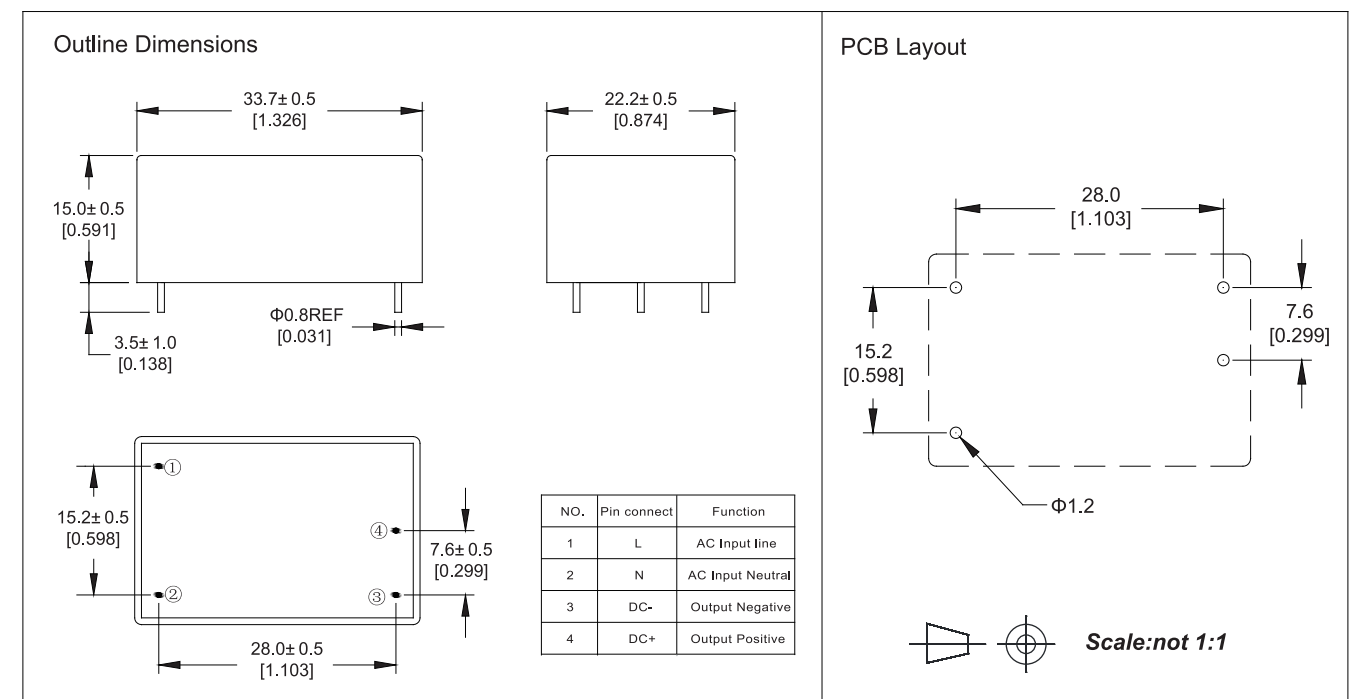 Outline Dimensions
33.7± 0.5
[1.326]
22.2± 0.5
[0.874]
15.0± 0.5
[0.591]
3.5± 1.0
[0.138]
Φ0.8REF
[0.031]
①
②
④
③
15.2± 0.5
[0.598]
7.6± 0.5
[0.299]
28.0± 0.5
[1.103]
NO. Pin connect Function
1 L AC Input line
2 N AC Input Neutral
3 DC- Output Negative
4 DC+ Output Positive
PCB Layout
28.0
[1.103]
7.6
[0.299]
15.2
[0.598]
Φ1.2
Scale:not 1:1